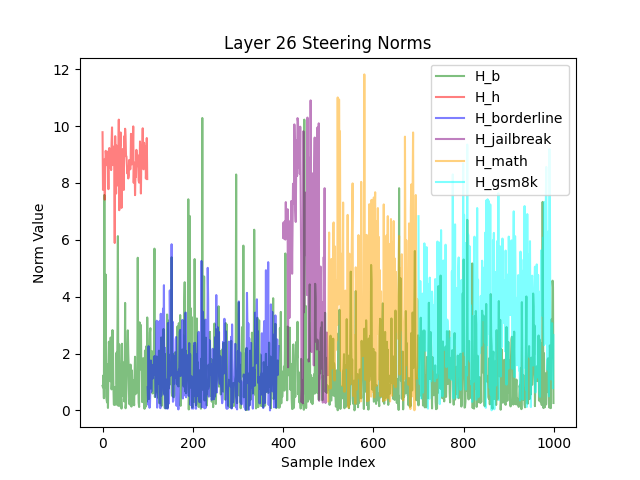 Layer 26 Steering Norms
Norm Value
12
10
8
6
4
2
0
H_b
H_h
H_borderline
H_jailbreak
H_math
H_gsm8k
0
200
400
600
800
1000
Sample Index